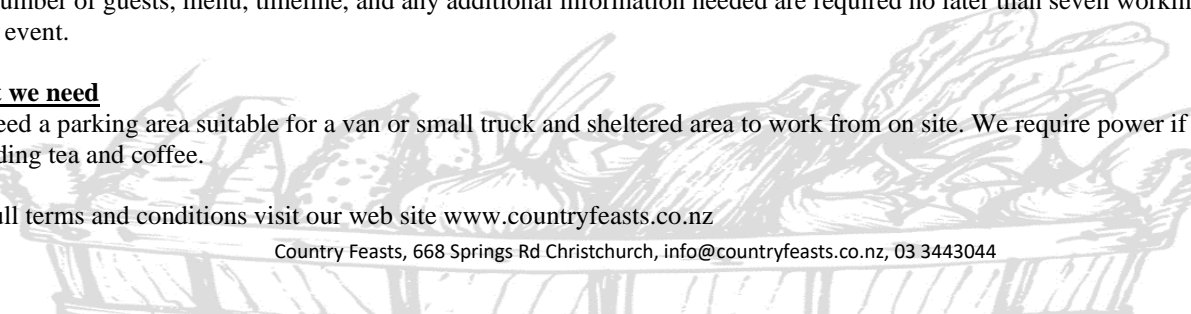 umber of guests, menu, timeline, and any additional information needed are required no later than seven workin
event.
we need
eed a parking area suitable for a van or small truck and sheltered area to work from on site. We require power if
ding tea and coffee.
ull terms and conditions visit our web site www.countryfeasts.co.nz
Country Feasts, 668 Springs Rd Christchurch, info@countryfeasts.co.nz, 03 3443044